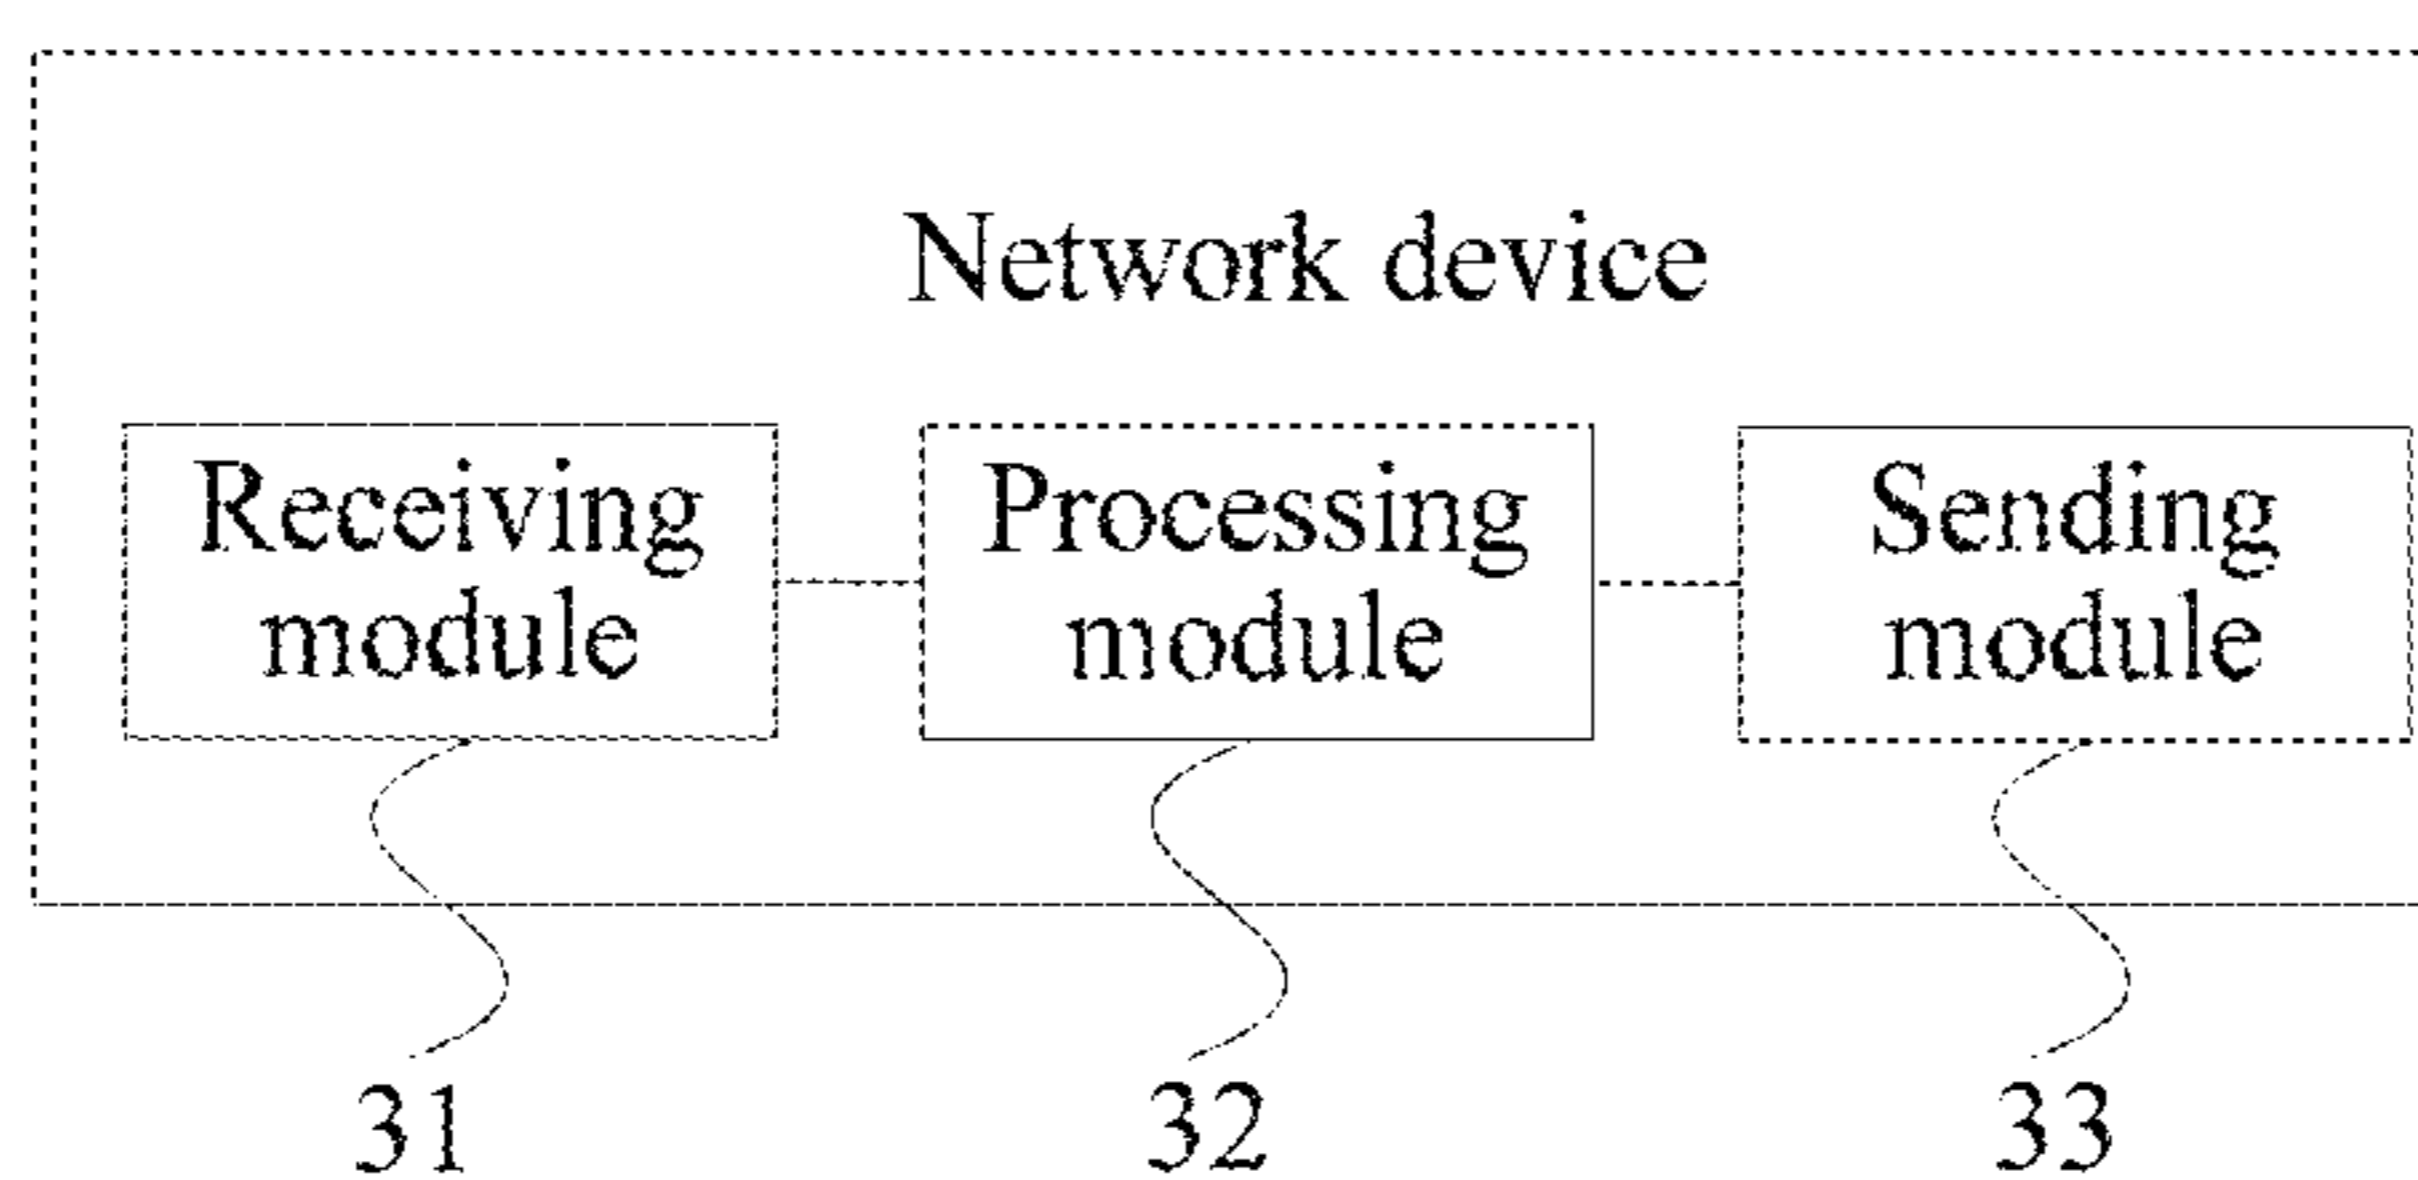 Network device
Receiving
module
Processing
module
Sending
module
31
32
33